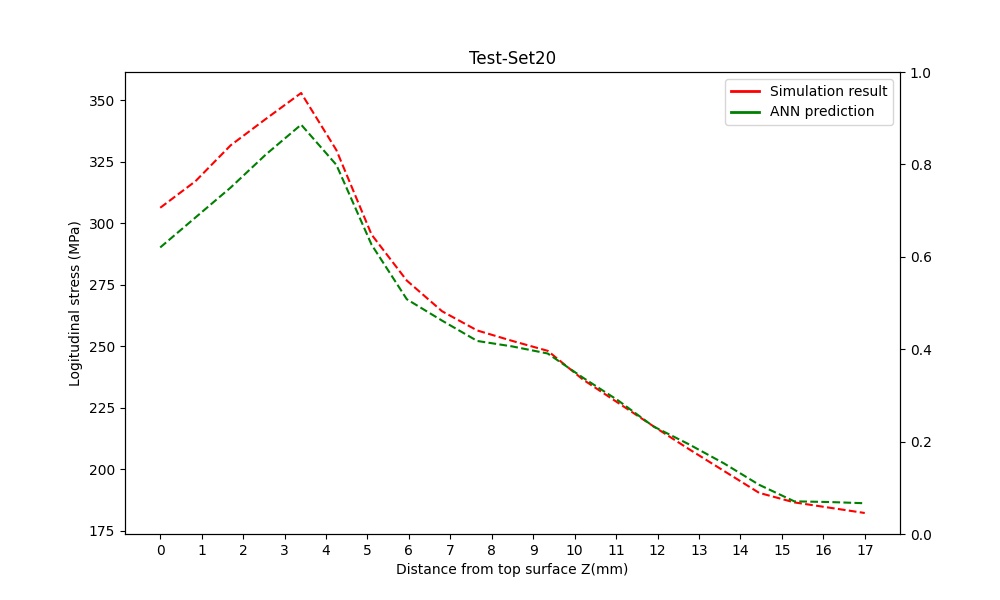 Test-Set20
Simulation result
ANN prediction
Logitudinal stress (MPa)
350
325
300
275
250
225
200
175
1.0
0.8
0.6
0.4
0.2
0.0
0 1 2 3 4 5 6 7 8 9 10 11 12 13 14 15 16 17
Distance from top surface Z(mm)